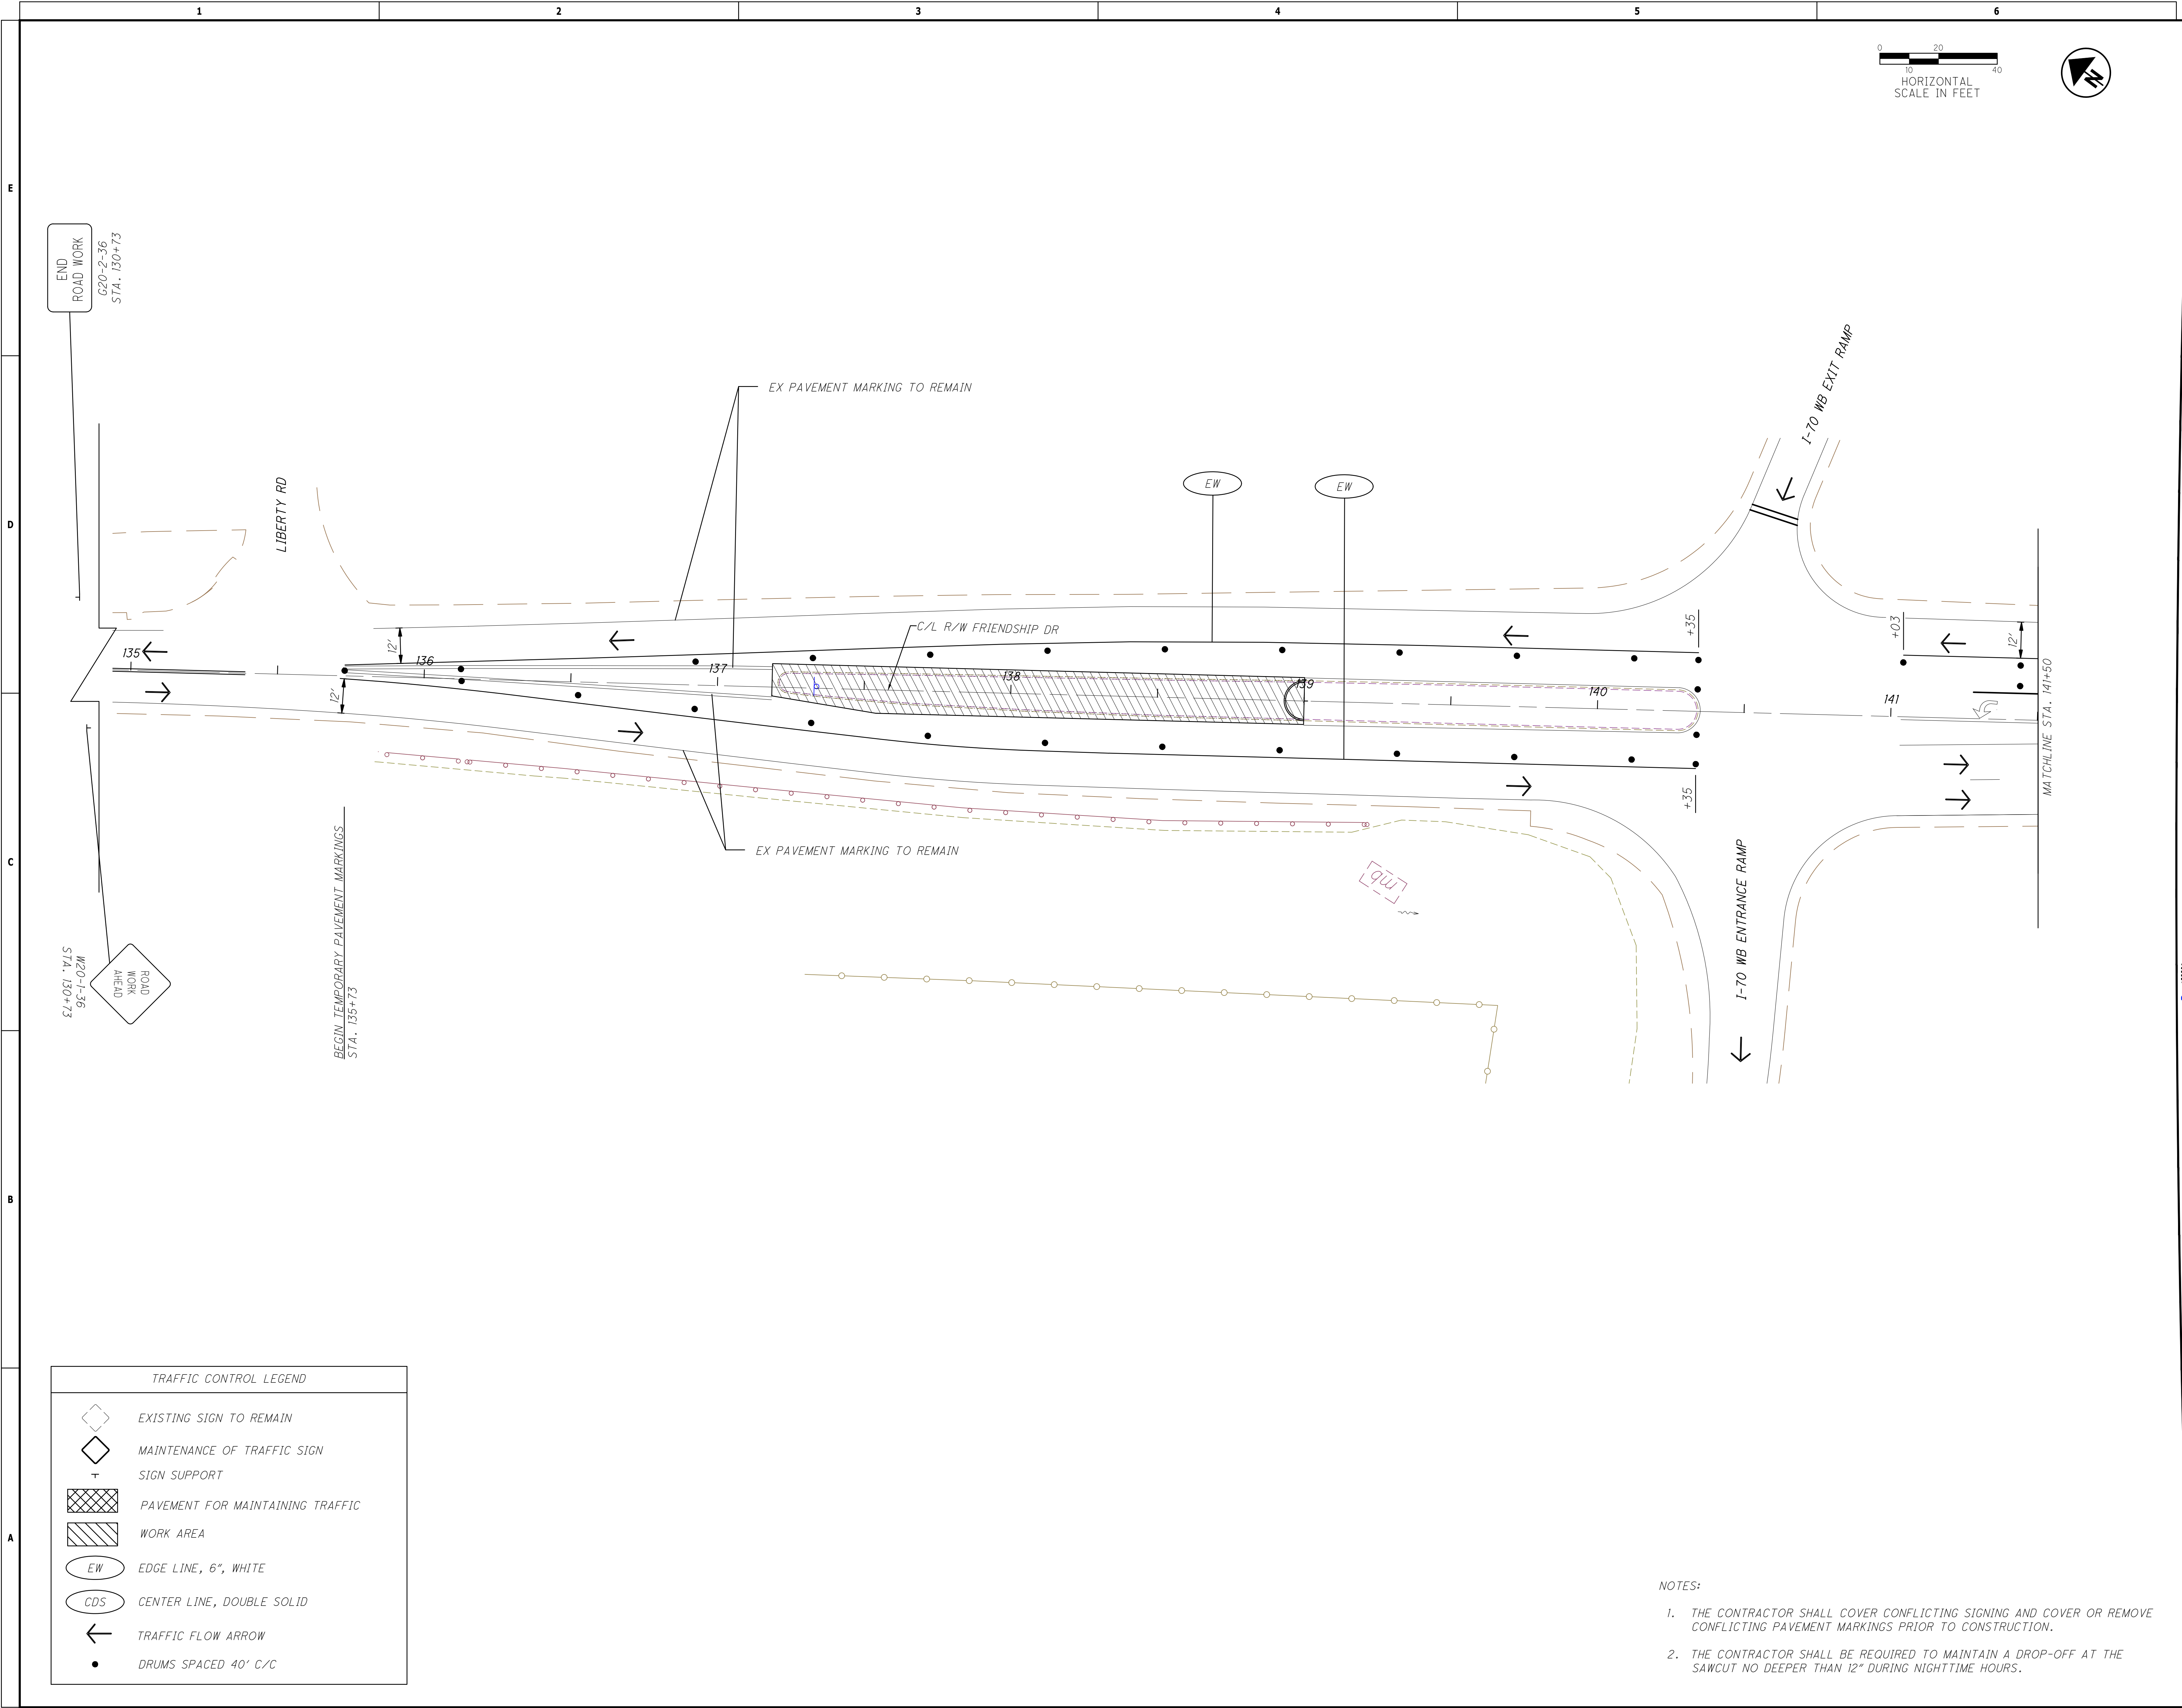 1
2
3
4
5
6
E
D
C
B
A
0
20
10
40
HORIZONTAL
SCALE IN FEET
N
END
ROAD WORK
G20-2-36
STA. 130+73
I-70 WB EXIT RAMP
EX PAVEMENT MARKING TO REMAIN
LIBERTY RD
EW
EW
C/L R/W FRIENDSHIP DR
+35
+03
12'
12'
12'
135
136
137
138
139
140
141
MATCHLINE STA. 141+50
+35
EX PAVEMENT MARKING TO REMAIN
mb
I-70 WB ENTRANCE RAMP
BEGIN TEMPORARY PAVEMENT MARKINGS
STA. 135+73
ROAD
WORK
AHEAD
W20-1-36
STA. 130+73
TRAFFIC CONTROL LEGEND
EXISTING SIGN TO REMAIN
MAINTENANCE OF TRAFFIC SIGN
SIGN SUPPORT
PAVEMENT FOR MAINTAINING TRAFFIC
WORK AREA
EW EDGE LINE, 6", WHITE
CDS CENTER LINE, DOUBLE SOLID
TRAFFIC FLOW ARROW
DRUMS SPACED 40' C/C
NOTES:
1. THE CONTRACTOR SHALL COVER CONFLICTING SIGNING AND COVER OR REMOVE
CONFLICTING PAVEMENT MARKINGS PRIOR TO CONSTRUCTION.
2. THE CONTRACTOR SHALL BE REQUIRED TO MAINTAIN A DROP-OFF AT THE
SAWCUT NO DEEPER THAN 12" DURING NIGHTTIME HOURS.